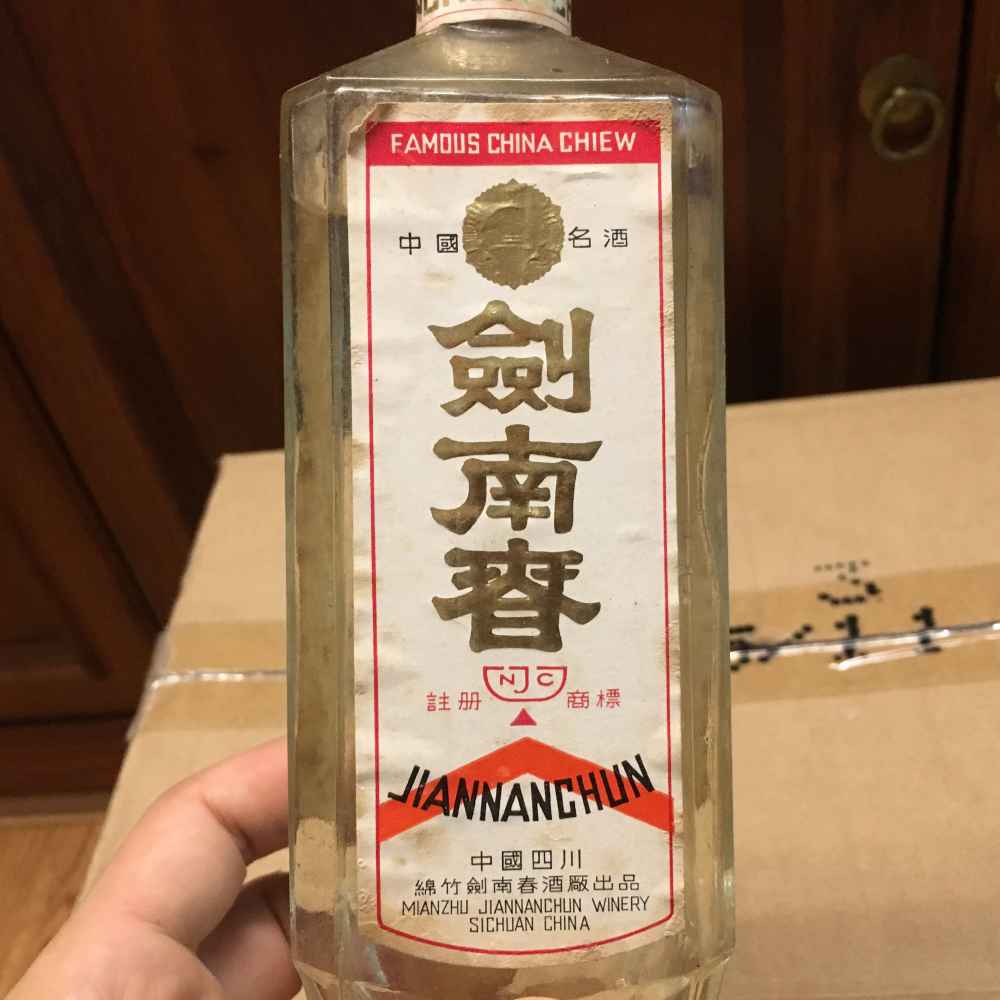 FAMOUS CHINA CHIEW
中國 名酒
劍
南
春
NJC
註册 商標
JIANNANCHUN
中國四川
綿竹劍南春酒厰出品
MIANZHU JIANNANCHUN WINERY
SICHUAN CHINA